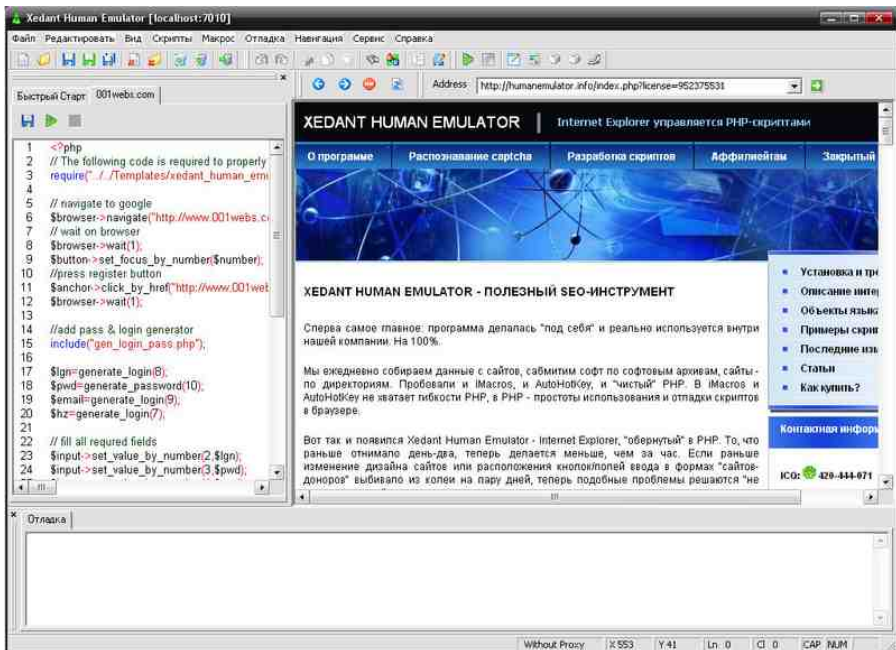 Xedant Human Emulator [localhost:7010]
Файл Редактировать Вид Скрипты Макрос Отладка Навигация Сервис Справка
Address http://humanemulator.info/index.php?license=952375531
Быстрый Старт 001webs.com
1 <?php
2 // The following code is required to properly
3 require("../../Templates/xedant_human_emu
4
5 // navigate to google
6 $browser->navigate("http://www.001webs.co
7 // wait on browser
8 $browser->wait(1);
9 $button->set_focus_by_number($number);
10 //press register button
11 $anchor->click_by_href("http://www.001web
12 $browser->wait(1);
13
14 //add pass & login generator
15 include("gen_login_pass.php");
16
17 $lgn=generate_login(8);
18 $pwd=generate_password(10);
19 $email=generate_login(9);
20 $hz=generate_login(7);
21
22 // fill all requred fields
23 $input->set_value_by_number(2,$lgn);
24 $input->set_value_by_number(3,$pwd);
XEDANT HUMAN EMULATOR | Internet Explorer управляется PHP-скриптами
О программе Распознавание captcha Разработка скриптов Аффилиейтам Закрытый
XEDANT HUMAN EMULATOR - ПОЛЕЗНЫЙ SEO-ИНСТРУМЕНТ
Сперва самое главное: программа делалась "под себя" и реально используется внутри
нашей компании. На 100%.
Мы ежедневно собираем данные с сайтов, сабмитим софт по софтовым архивам, сайты -
по директориям. Пробовали и iMacros, и AutoHotKey, и "чистый" PHP. В iMacros и
AutoHotKey не хватает гибкости PHP, в PHP - простоты использования и отладки скриптов
в браузере.
Вот так и появился Xedant Human Emulator - Internet Explorer, "обернутый" в PHP. То, что
раньше отнимало день-два, теперь делается меньше, чем за час. Если раньше
изменение дизайна сайтов или расположения кнопок/полей ввода в формах "сайтов-
доноров" выбивало из колеи на пару дней, теперь подобные проблемы решаются "не
Установка и тре
Описание интер
Объекты языка
Примеры скрип
Последние изм
Статьи
Как купить?
Контактная информ
ICQ: 420-444-071
Отладка
Without Proxy X 553 Y 41 Ln 0 Cl 0 CAP NUM